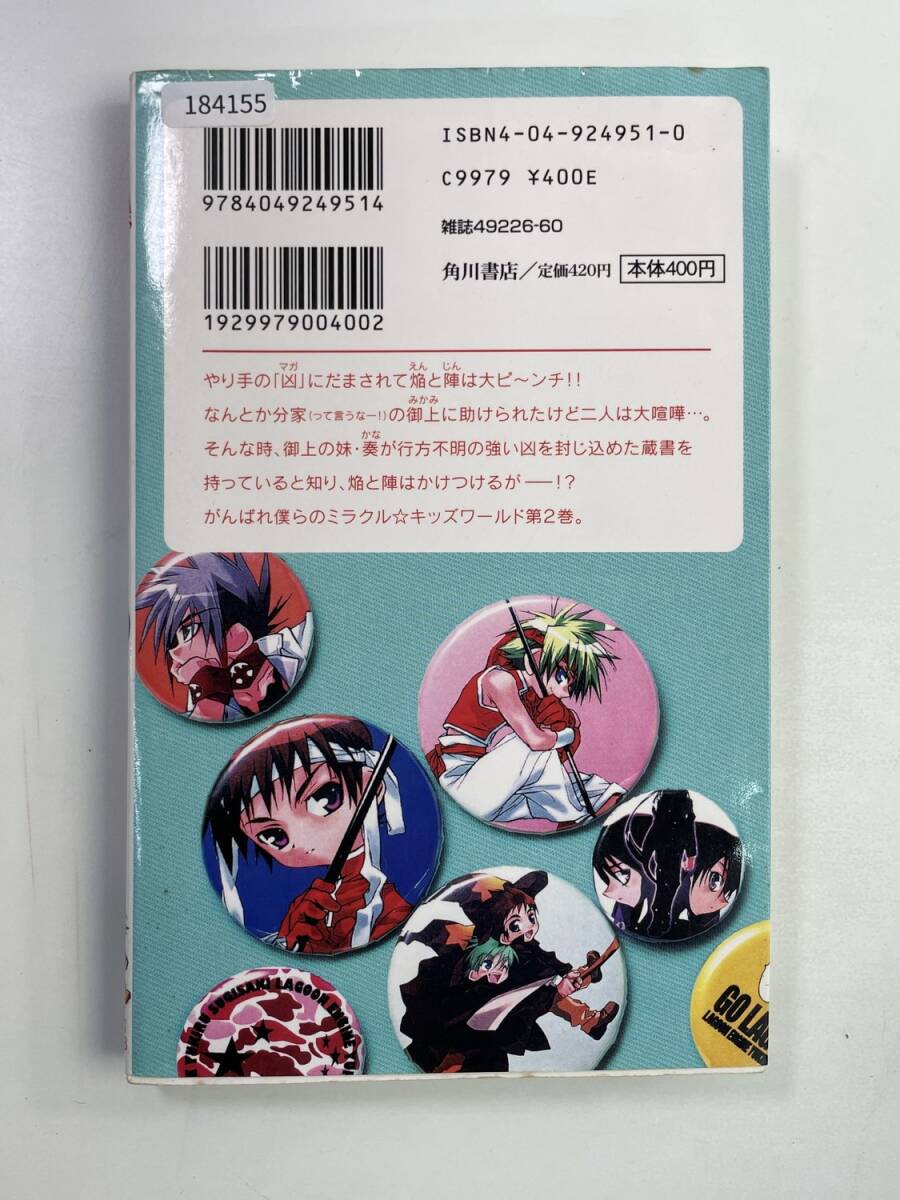 184155
ISBN4-04-924951-0
C9979 ¥400E
9784049249514
雑誌49226-60
角川書店／定価420円 本体400円
1929979004002
やり手の「凶」にだまされて焔と陣は大ピ〜ンチ!!
マガ えん じん
なんとか分家(って言うなー!)の御上に助けられたけど二人は大喧嘩…。
みかみ
そんな時、御上の妹・奏が行方不明の強い凶を封じ込めた蔵書を
かな
持っていると知り、焔と陣はかけつけるが──!?
がんばれ僕らのミラクル☆キッズワールド第2巻。
SUGISAKI LAGOON
GO LAG
LAGOON ENGINE